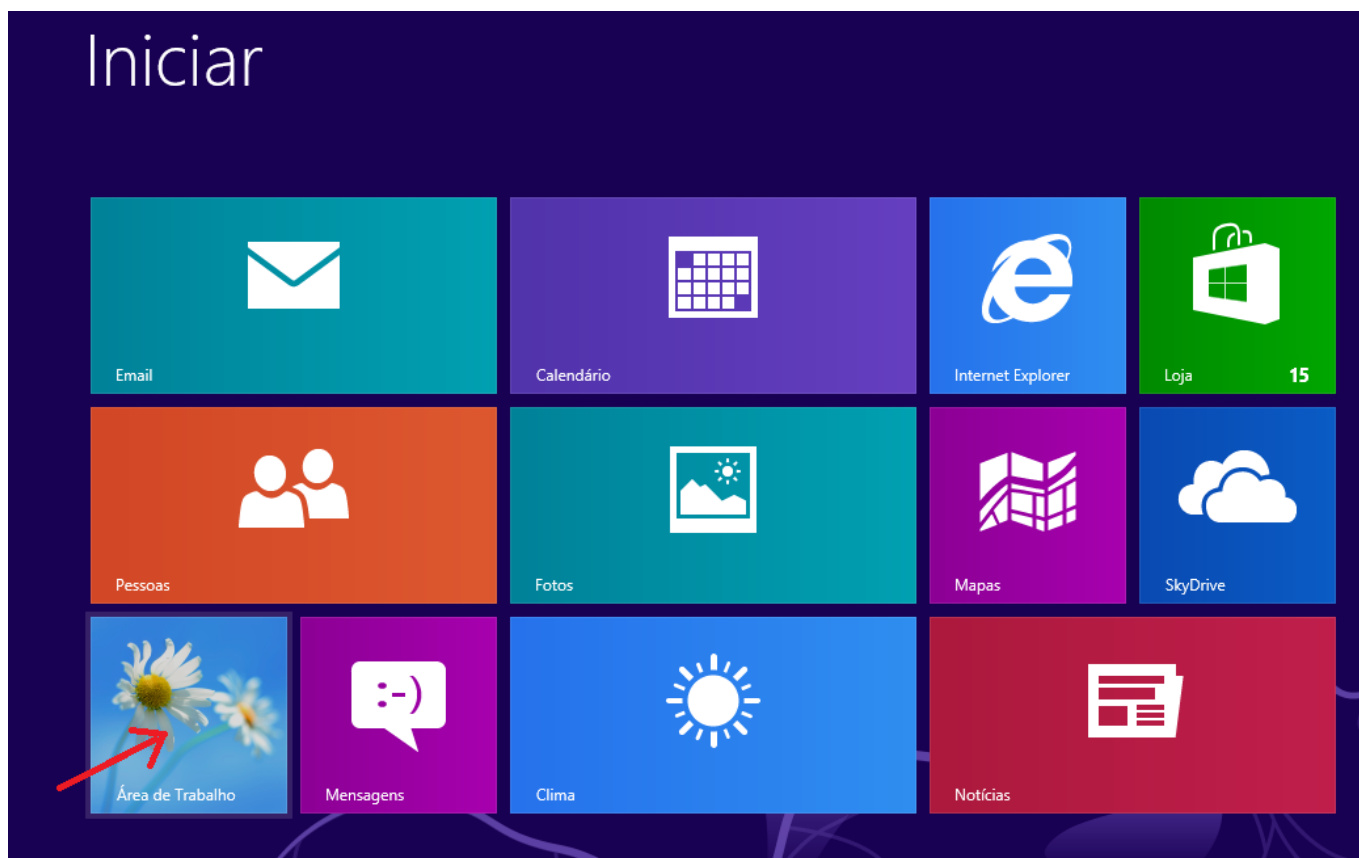 Iniciar
Email
Calendário
Internet Explorer
Loja 15
Pessoas
Fotos
Mapas
SkyDrive
Área de Trabalho
:-)
Mensagens
Clima
Notícias